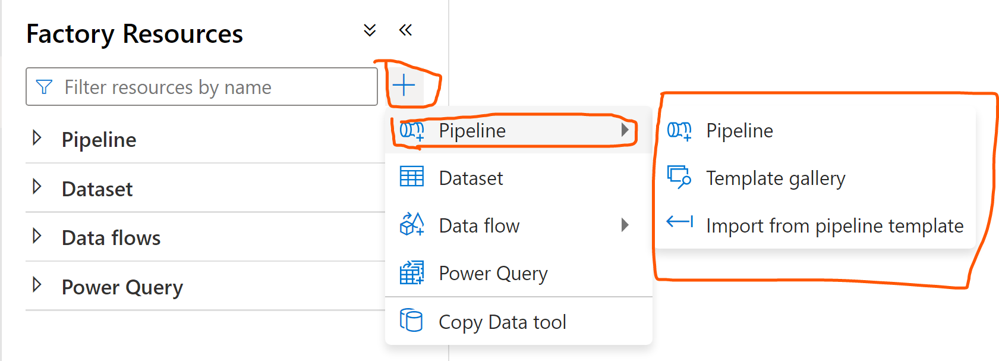 Factory Resources
Filter resources by name
Pipeline
Dataset
Data flows
Power Query
Pipeline
Dataset
Data flow
Power Query
Copy Data tool
Pipeline
Template gallery
Import from pipeline template